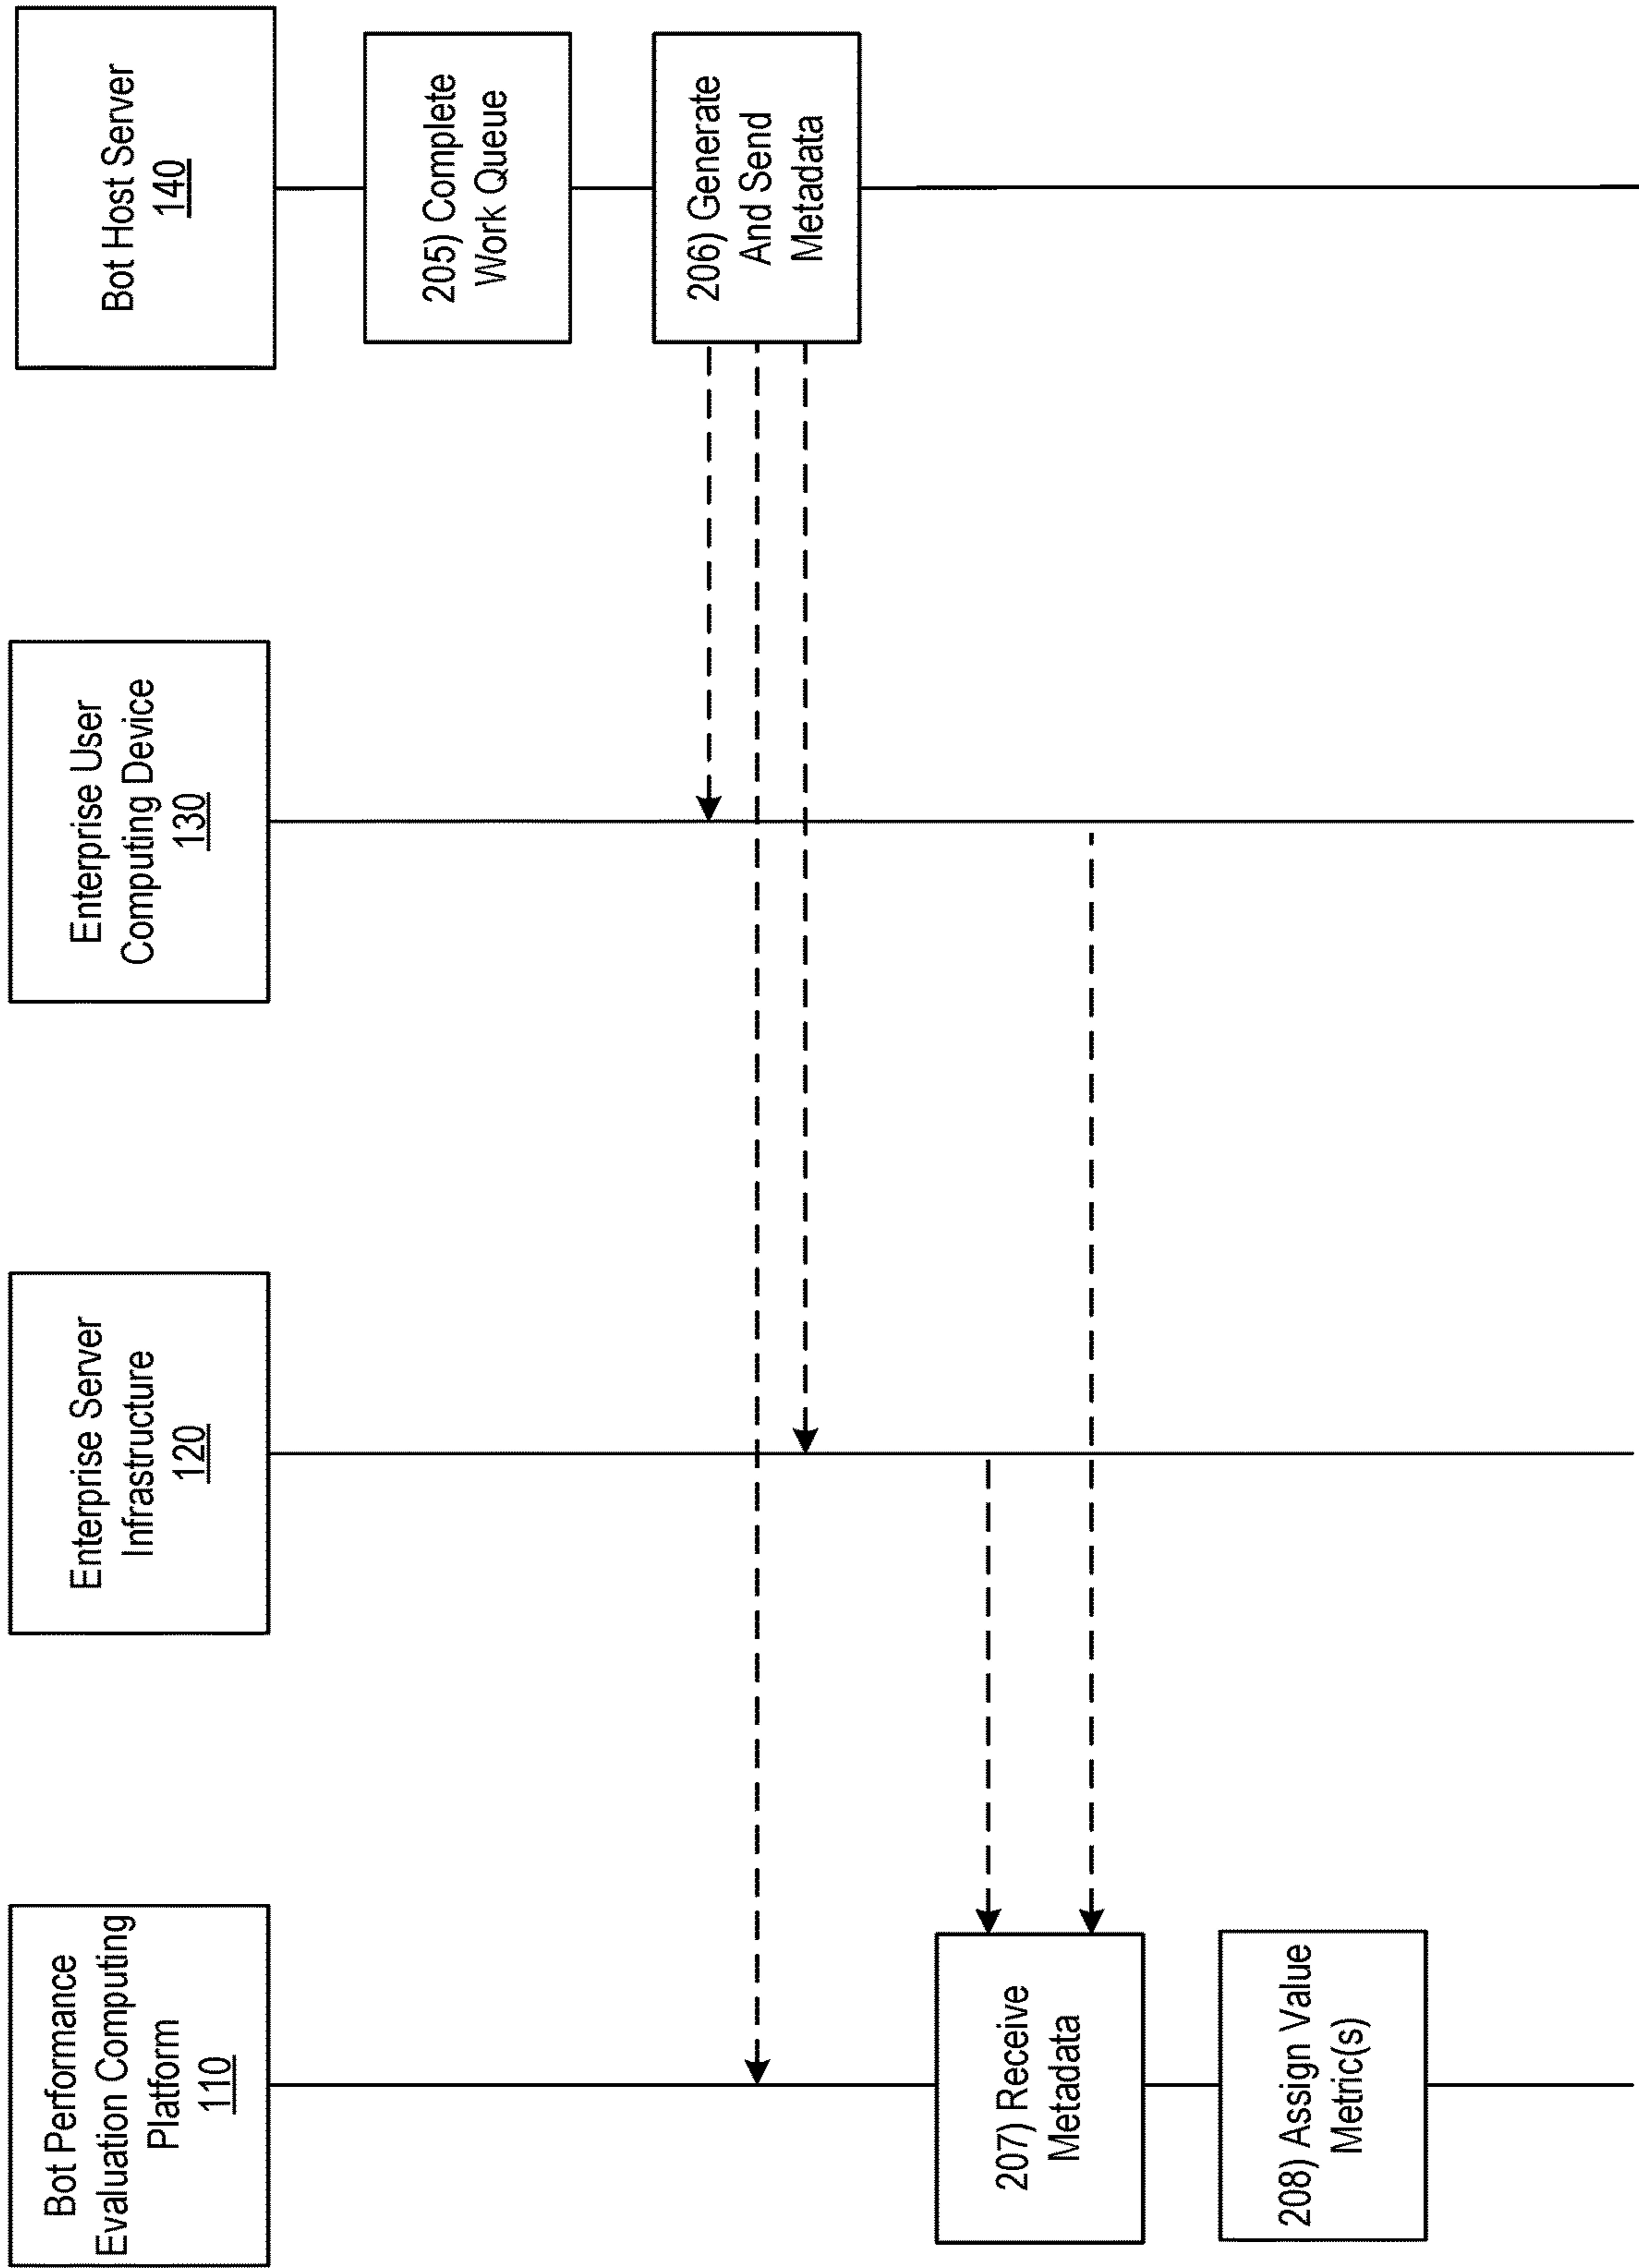 Bot Performance
Evaluation Computing
Platform
110
Enterprise Server
Infrastructure
120
Enterprise User
Computing Device
130
Bot Host Server
140
205) Complete
Work Queue
206) Generate
And Send
Metadata
207) Receive
Metadata
208) Assign Value
Metric(s)